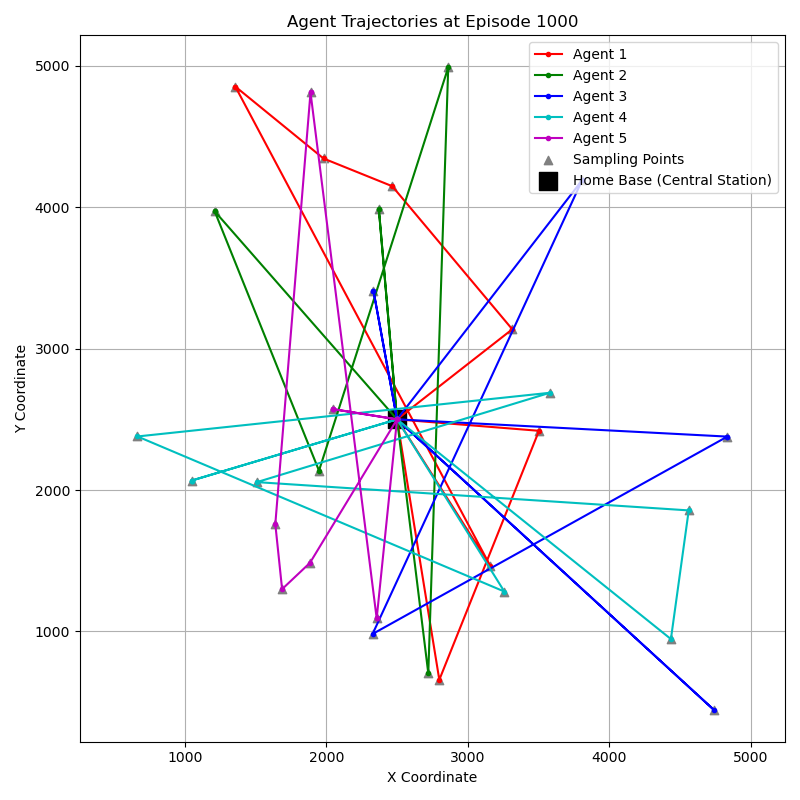 Agent Trajectories at Episode 1000
Agent 1
Agent 2
Agent 3
Agent 4
Agent 5
Sampling Points
Home Base (Central Station)
Y Coordinate
5000
4000
3000
2000
1000
1000 2000 3000 4000 5000
X Coordinate